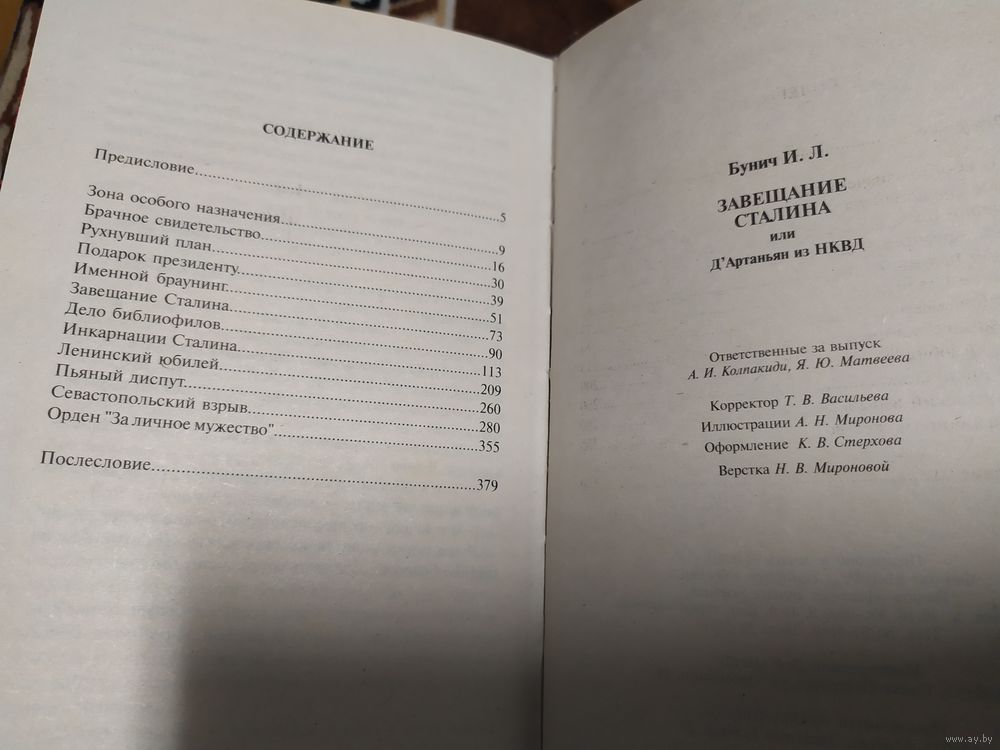 СОДЕРЖАНИЕ
Предисловие...5
Зона особого назначения...9
Брачное свидетельство...16
Рухнувший план...30
Подарок президенту...39
Именной браунинг...51
Завещание Сталина...73
Дело библиофилов...90
Инкарнации Сталина...113
Ленинский юбилей...209
Пьяный диспут...260
Севастопольский взрыв...280
Орден "За личное мужество"...355
Послесловие...379
Бунич И. Л.
ЗАВЕЩАНИЕ
СТАЛИНА
или
Д'Артаньян из НКВД
Ответственные за выпуск
А. И. Колпакиди, Я. Ю. Матвеева
Корректор Т. В. Васильева
Иллюстрации А. Н. Миронова
Оформление К. В. Стерхова
Верстка Н. В. Мироновой
www.ay.by